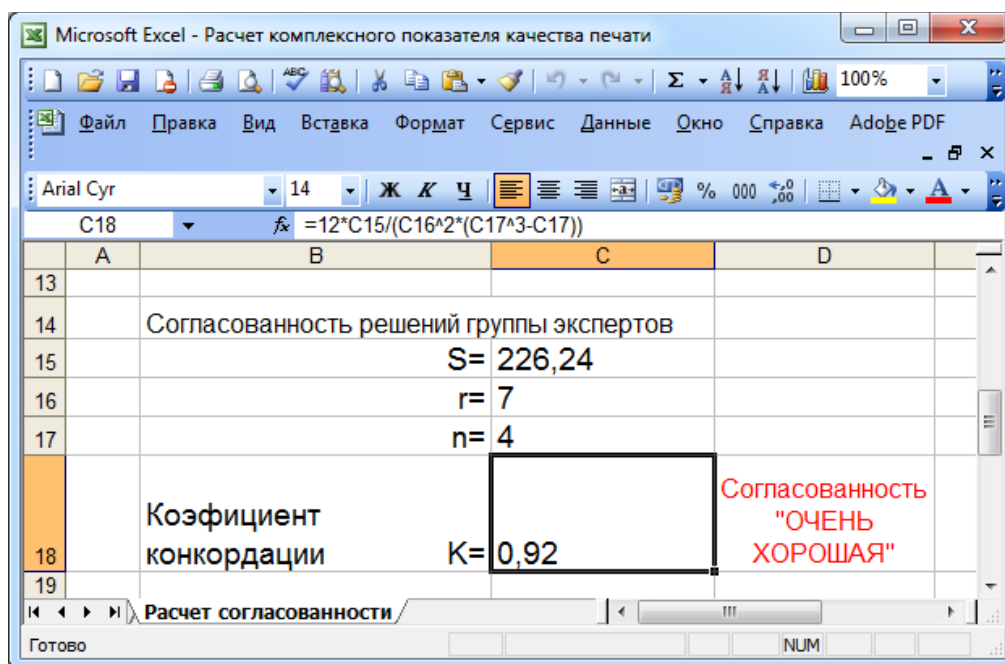 Microsoft Excel - Расчет комплексного показателя качества печати
ABC Σ А Я Я А 100%
Файл Правка Вид Вставка Формат Сервис Данные Окно Справка Adobe PDF
Arial Cyr 14 Ж К Ч % 000 ,00 A
C18 fx =12*C15/(C16^2*(C17^3-C17))
A B C D
13
14 Согласованность решений группы экспертов
15 S= 226,24
16 r= 7
17 n= 4
Согласованность
"ОЧЕНЬ
ХОРОШАЯ"
Коэфициент
18 конкордации K= 0,92
19
Расчет согласованности
Готово NUM